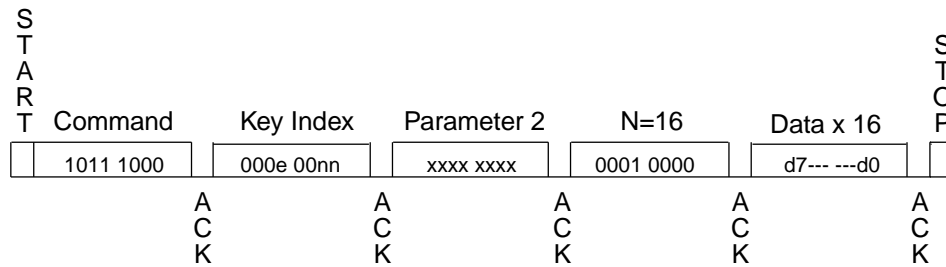 START
Command
Key Index
Parameter 2
N=16
Data x 16
STOP
1011 1000
000e 00nn
xxxx xxxx
0001 0000
d7--- ---d0
ACK
ACK
ACK
ACK
ACK